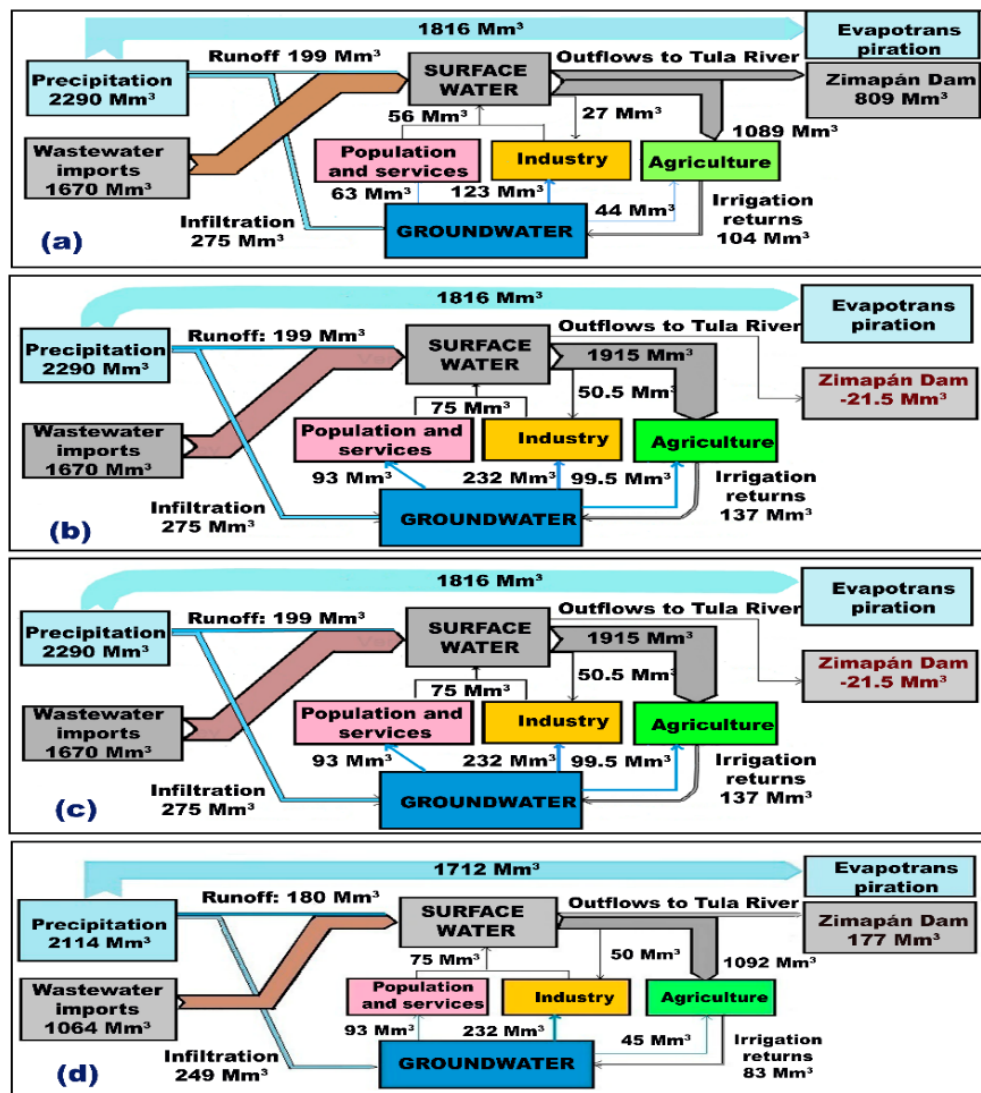 1816 Mm³
Evapotrans
piration
Runoff 199 Mm³
Outflows to Tula River
Precipitation
2290 Mm³
SURFACE
WATER
Zimapán Dam
809 Mm³
56 Mm³
27 Mm³
1089 Mm³
Wastewater
imports
1670 Mm³
Population
and services
Industry
Agriculture
63 Mm³
123 Mm³
44 Mm³
Infiltration
275 Mm³
GROUNDWATER
Irrigation
returns
104 Mm³
(a)
1816 Mm³
Evapotrans
piration
Runoff: 199 Mm³
Outflows to Tula River
Precipitation
2290 Mm³
SURFACE
WATER
1915 Mm³
Zimapán Dam
-21.5 Mm³
75 Mm³
50.5 Mm³
Wastewater
imports
1670 Mm³
Population and
services
Industry
Agriculture
93 Mm³
232 Mm³
99.5 Mm³
Infiltration
275 Mm³
GROUNDWATER
Irrigation
returns
137 Mm³
(b)
1816 Mm³
Evapotrans
piration
Runoff: 199 Mm³
Outflows to Tula River
Precipitation
2290 Mm³
SURFACE
WATER
1915 Mm³
Zimapán Dam
-21.5 Mm³
75 Mm³
50.5 Mm³
Wastewater
imports
1670 Mm³
Population and
services
Industry
Agriculture
93 Mm³
232 Mm³
99.5 Mm³
Infiltration
275 Mm³
GROUNDWATER
Irrigation
returns
137 Mm³
(c)
1712 Mm³
Evapotrans
piration
Runoff: 180 Mm³
Outflows to Tula River
Precipitation
2114 Mm³
SURFACE
WATER
Zimapán Dam
177 Mm³
75 Mm³
50 Mm³
1092 Mm³
Wastewater
imports
1064 Mm³
Population
and services
Industry
Agriculture
93 Mm³
232 Mm³
45 Mm³
Infiltration
249 Mm³
GROUNDWATER
Irrigation
returns
83 Mm³
(d)